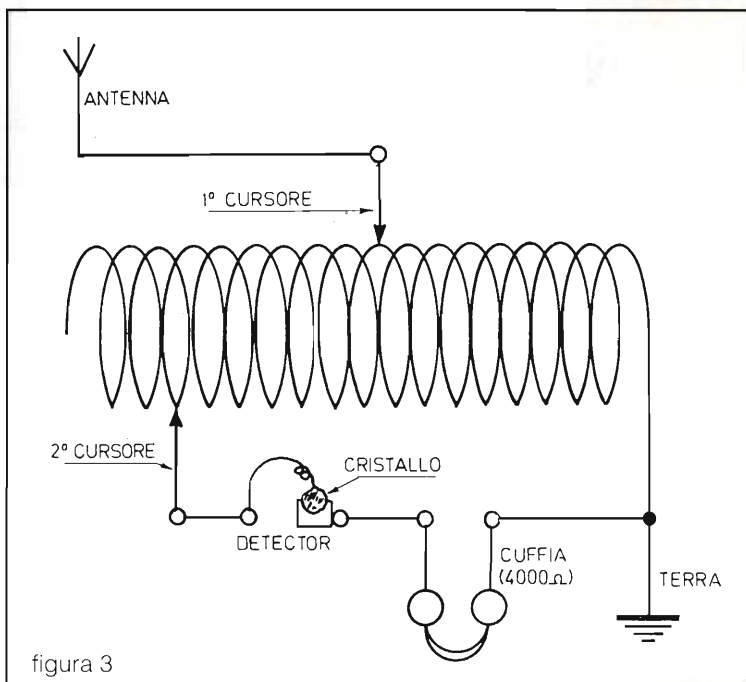 ANTENNA
1º CURSORE
2º CURSORE
CRISTALLO
DETECTOR
CUFFIA
(4000Ω)
TERRA
figura 3